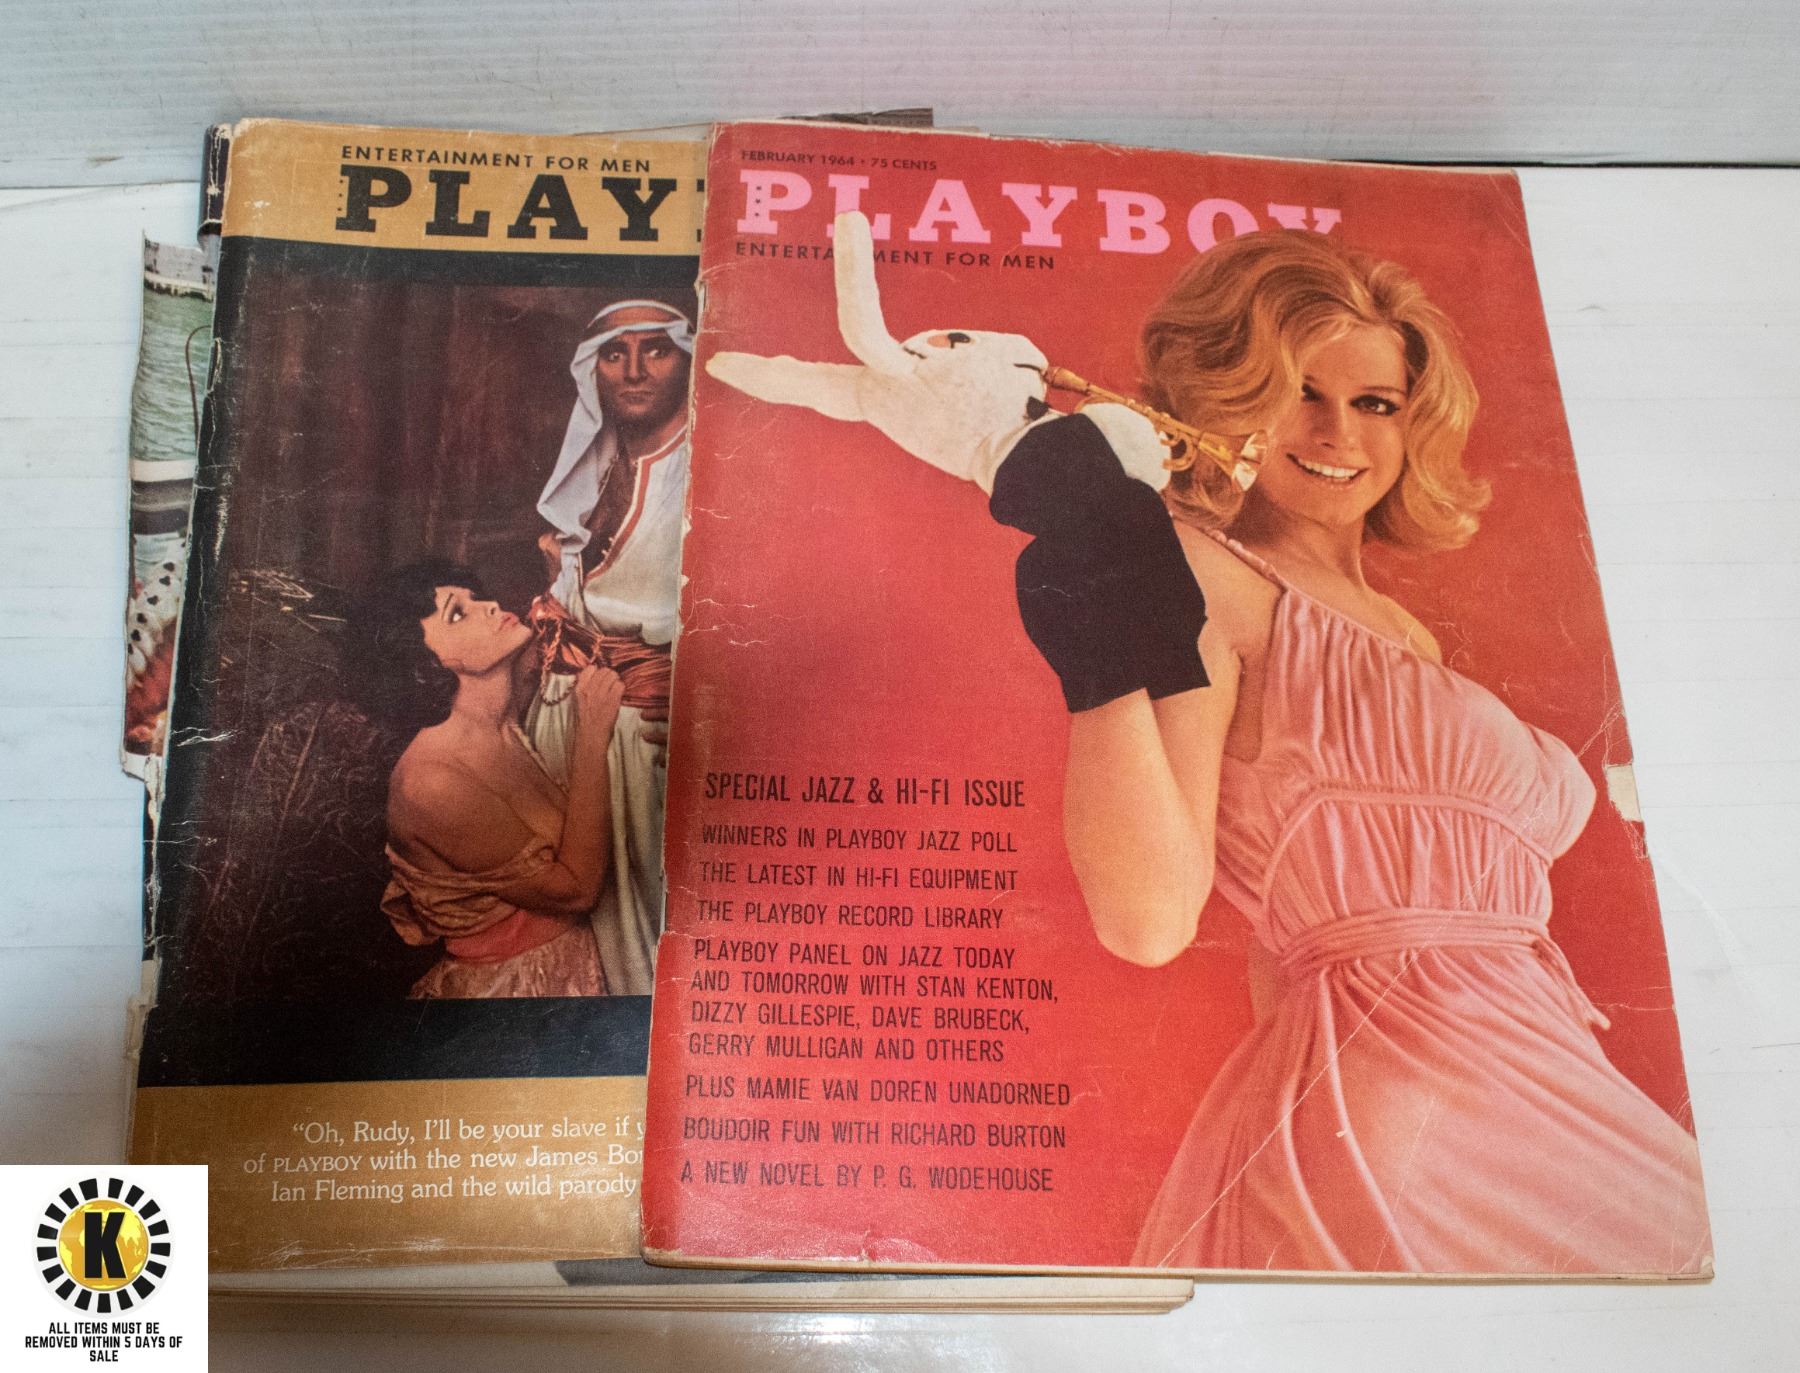 ENTERTAINMENT FOR MEN
PLAY
"Oh, Rudy, I'll be your slave if
of PLAYBOY with the new James
Ian Fleming and the wild parody
FEBRUARY 1964 • 75 CENTS
PLAYBOY
ENTERTAINMENT FOR MEN
SPECIAL JAZZ & HI-FI ISSUE
WINNERS IN PLAYBOY JAZZ POLL
THE LATEST IN HI-FI EQUIPMENT
THE PLAYBOY RECORD LIBRARY
PLAYBOY PANEL ON JAZZ TODAY
AND TOMORROW WITH STAN KENTON,
DIZZY GILLESPIE, DAVE BRUBECK,
GERRY MULLIGAN AND OTHERS
PLUS MAMIE VAN DOREN UNADORNED
BOUDOIR FUN WITH RICHARD BURTON
A NEW NOVEL BY P. G. WODEHOUSE
K
ALL ITEMS MUST BE
REMOVED WITHIN 5 DAYS OF
SALE